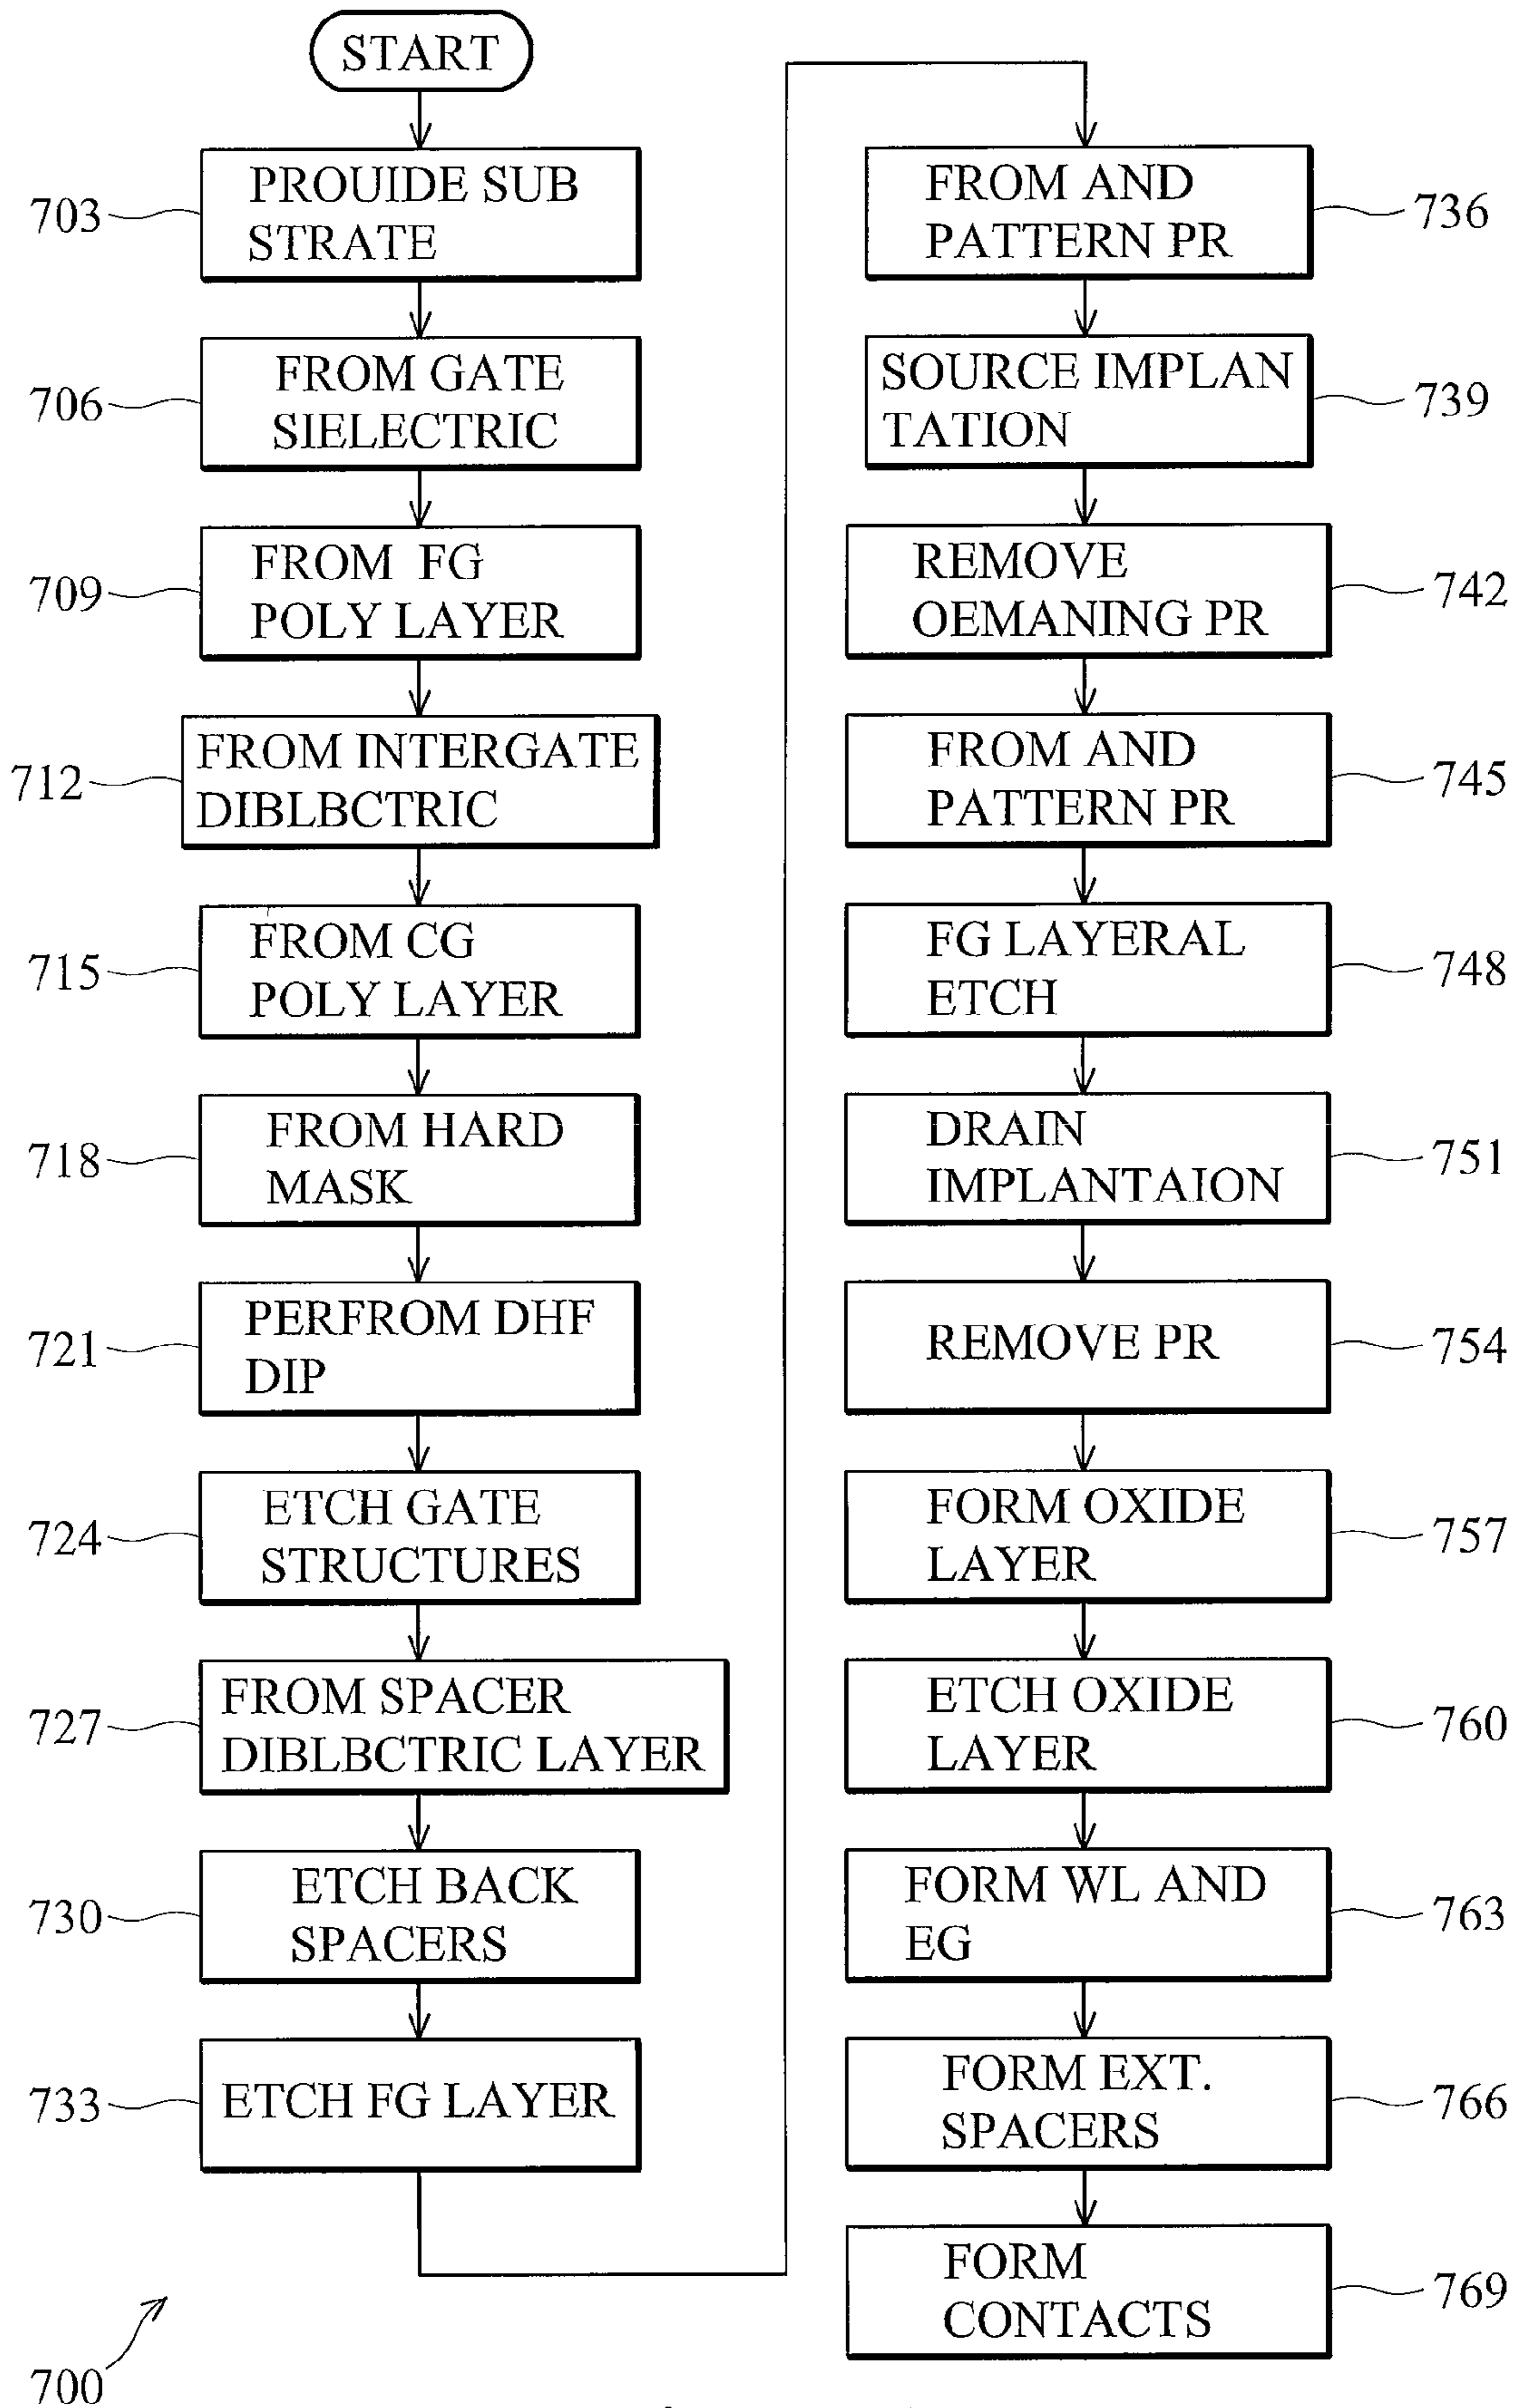 START
703
PROUIDE SUB
STRATE
706
FROM GATE
SIELECTRIC
709
FROM FG
POLY LAYER
712
FROM INTERGATE
DIBLBCTRIC
715
FROM CG
POLY LAYER
718
FROM HARD
MASK
721
PERFROM DHF
DIP
724
ETCH GATE
STRUCTURES
727
FROM SPACER
DIBLBCTRIC LAYER
730
ETCH BACK
SPACERS
733
ETCH FG LAYER
700
FROM AND
PATTERN PR
736
SOURCE IMPLAN
TATION
739
REMOVE
OEMANING PR
742
FROM AND
PATTERN PR
745
FG LAYERAL
ETCH
748
DRAIN
IMPLANTAION
751
REMOVE PR
754
FORM OXIDE
LAYER
757
ETCH OXIDE
LAYER
760
FORM WL AND
EG
763
FORM EXT.
SPACERS
766
FORM
CONTACTS
769